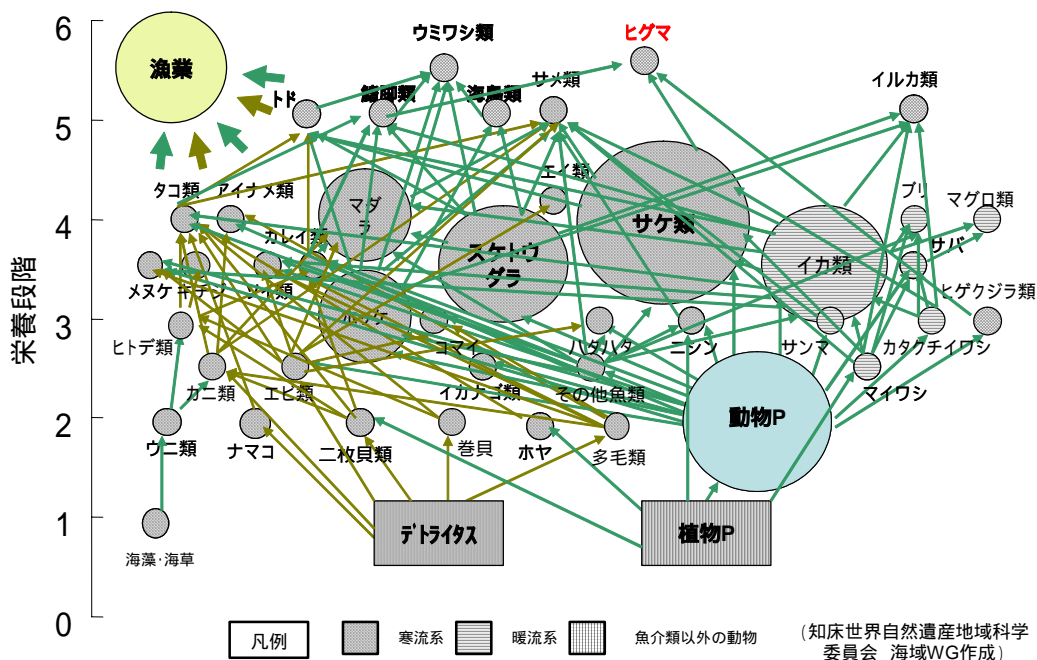 6
5
4
3
2
1
0
栄養段階
漁業
ウミワシ類
ヒグマ
トド
鰭脚類
海鳥類
サメ類
イルカ類
タコ類
アイナメ類
マダ
ラ
エイ類
サケ類
ブリ
マグロ類
カレイ類
スケトウ
グラ
イカ類
サバ
メヌケ
キチジ
ソイ類
ホッケ
ヒゲクジラ類
ヒトデ類
コマイ
ハタハタ
ニシン
サンマ
カタクチイワシ
カニ類
エビ類
イカナゴ類
その他魚類
マイワシ
動物P
ウニ類
ナマコ
二枚貝類
巻貝
ホヤ
多毛類
海藻・海草
デトライタス
植物P
凡例
寒流系
暖流系
魚介類以外の動物
(知床世界自然遺産地域科学
委員会 海域WG作成)